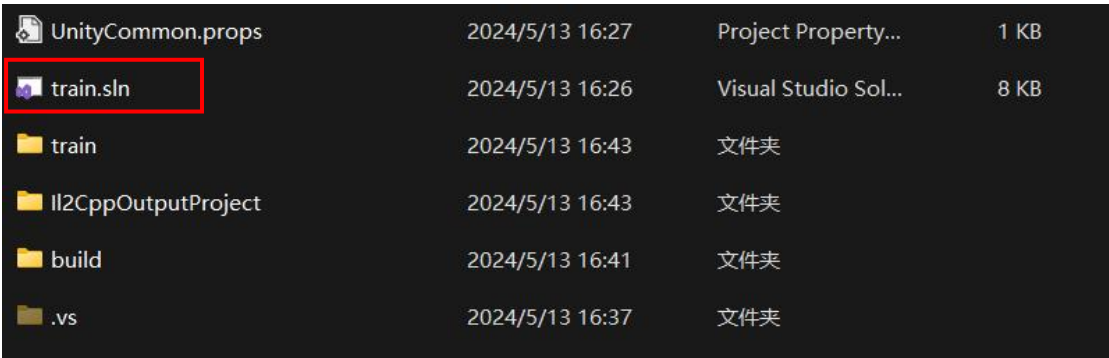 UnityCommon.props 2024/5/13 16:27 Project Property... 1 KB
train.sln 2024/5/13 16:26 Visual Studio Sol... 8 KB
train 2024/5/13 16:43 文件夹
Il2CppOutputProject 2024/5/13 16:43 文件夹
build 2024/5/13 16:41 文件夹
.vs 2024/5/13 16:37 文件夹